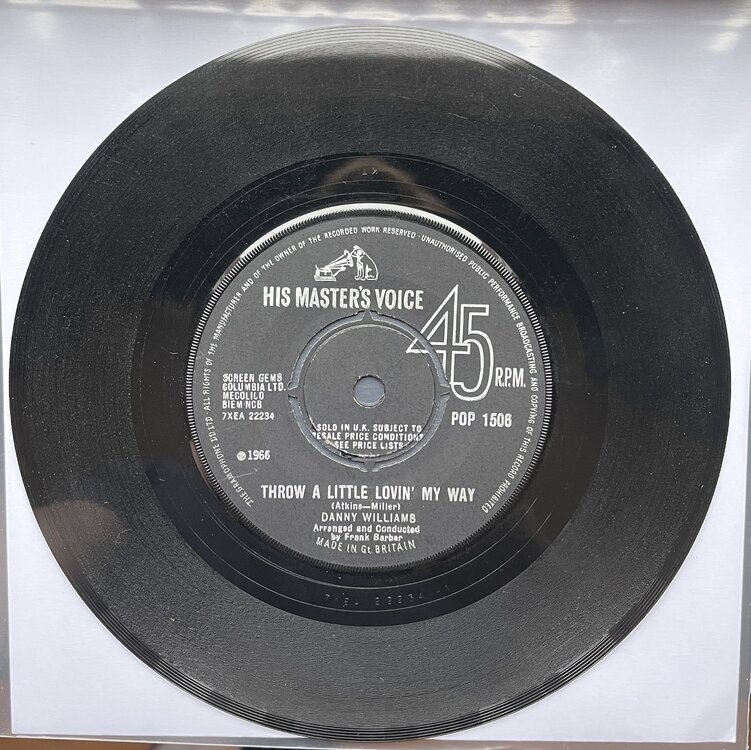 THE GRAMOPHONE CO.LTD. · ALL RIGHTS OF THE MANUFACTURER AND OF THE OWNER OF THE RECORDED WORK RESERVED · UNAUTHORISED PUBLIC PERFORMANCE BROADCASTING AND COPYING OF THIS RECORD PROHIBITED
HIS MASTER'S VOICE
45 R.P.M.
SCREEN GEMS
COLUMBIA LTD.
MECOLICO
BIEM NCB
7XEA 22234
POP 1506
SOLD IN U.K. SUBJECT TO
RESALE PRICE CONDITIONS
SEE PRICE LISTS
℗1966
THROW A LITTLE LOVIN' MY WAY
(Atkins—Miller)
DANNY WILLIAMS
Arranged and Conducted
by Frank Barber
MADE IN Gt. BRITAIN